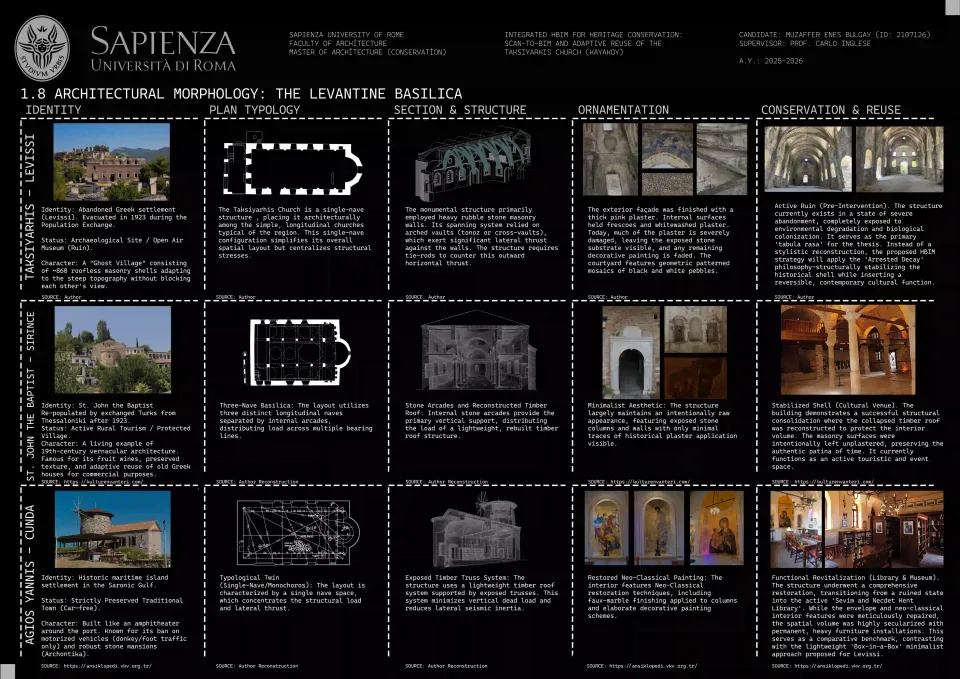 SAPIENZA
UNIVERSITÀ DI ROMA
STVDIVM VRBIS
SAPIENZA UNIVERSITY OF ROME
FACULTY OF ARCHİTECTURE
MASTER OF ARCHİTECTURE (CONSERVATİON)
INTEGRATED HBIM FOR HERITAGE CONSERVATION:
SCAN-TO-BIM AND ADAPTIVE REUSE OF THE
TAKSIYARHIS CHURCH (KAYAKOY)
CANDIDATE: MUZAFFER ENES BULGAY (ID: 2107126)
SUPERVISOR: PROF. CARLO INGLESE
A.Y.: 2025-2026
1.8 ARCHITECTURAL MORPHOLOGY: THE LEVANTINE BASILICA
IDENTITY
PLAN TYPOLOGY
SECTION & STRUCTURE
ORNAMENTATION
CONSERVATION & REUSE
TAKSIYARHIS - LEVISSI
Identity: Abandoned Greek settlement
(Levissi). Evacuated in 1923 during the
Population Exchange.
Status: Archaeological Site / Open Air
Museum (Ruin).
Character: A "Ghost Village" consisting
of ~860 roofless masonry shells adapting
to the steep topography without blocking
each other's view.
SOURCE: Author
The Taksiyarhis Church is a single-nave
structure , placing it architecturally
among the simple, longitudinal churches
typical of the region. This single-nave
configuration simplifies its overall
spatial layout but centralizes structural
stresses.
SOURCE: Author
The monumental structure primarily
employed heavy rubble stone masonry
walls. Its spanning system relied on
arched vaults (tonoz or cross-vaults),
which exert significant lateral thrust
against the walls. The structure requires
tie-rods to counter this outward
horizontal thrust.
SOURCE: Author
The exterior façade was finished with a
thick pink plaster. Internal surfaces
held frescoes and whitewashed plaster.
Today, much of the plaster is severely
damaged, leaving the exposed stone
substrate visible, and any remaining
decorative painting is faded. The
courtyard features geometric patterned
mosaics of black and white pebbles.
SOURCE: Author
Active Ruin (Pre-Intervention). The structure
currently exists in a state of severe
abandonment, completely exposed to
environmental degradation and biological
colonization. It serves as the primary
'tabula rasa' for the thesis. Instead of a
stylistic reconstruction, the proposed HBIM
strategy will apply the 'Arrested Decay'
philosophy-structurally stabilizing the
historical shell while inserting a
reversible, contemporary cultural function.
SOURCE: Author
ST. JOHN THE BAPTIST - SIRINCE
Identity: St. John the Baptist
Re-populated by exchanged Turks from
Thessaloniki after 1923.
Status: Active Rural Tourism / Protected
Village.
Character: A living example of
19th-century vernacular architecture.
Famous for its fruit wines, preserved
texture, and adaptive reuse of old Greek
houses for commercial purposes.
SOURCE: https://kulturenvanteri.com/
Three-Nave Basilica: The layout utilizes
three distinct longitudinal naves
separated by internal arcades,
distributing load across multiple bearing
lines.
SOURCE: Author Reconstruction
Stone Arcades and Reconstructed Timber
Roof: Internal stone arcades provide the
primary vertical support, distributing
the load of a lightweight, rebuilt timber
roof structure.
SOURCE: Author Reconstruction
Minimalist Aesthetic: The structure
largely maintains an intentionally raw
appearance, featuring exposed stone
columns and walls with only minimal
traces of historical plaster application
visible.
SOURCE: https://kulturenvanteri.com/
Stabilized Shell (Cultural Venue). The
building demonstrates a successful structural
consolidation where the collapsed timber roof
was reconstructed to protect the interior
volume. The masonry surfaces were
intentionally left unplastered, preserving the
authentic patina of time. It currently
functions as an active touristic and event
space.
SOURCE: https://kulturenvanteri.com/
AGIOS YANNIS - CUNDA
Identity: Historic maritime island
settlement in the Saronic Gulf.
Status: Strictly Preserved Traditional
Town (Car-free).
Character: Built like an amphitheater
around the port. Known for its ban on
motorized vehicles (donkey/foot traffic
only) and robust stone mansions
(Archontika).
SOURCE: https://ansiklopedi.vkv.org.tr/
Typological Twin
(Single-Nave/Monochoros): The layout is
characterized by a single nave space,
which concentrates the structural load
and lateral thrust.
SOURCE: Author Reconstruction
Exposed Timber Truss System: The
structure uses a lightweight timber roof
system supported by exposed trusses. This
system minimizes vertical dead load and
reduces lateral seismic inertia.
SOURCE: Author Reconstruction
Restored Neo-Classical Painting: The
interior features Neo-Classical
restoration techniques, including
faux-marble finishing applied to columns
and elaborate decorative painting
schemes.
SOURCE: https://ansiklopedi.vkv.org.tr/
Functional Revitalization (Library & Museum).
The structure underwent a comprehensive
restoration, transitioning from a ruined state
into the active 'Sevim and Necdet Kent
Library'. While the envelope and neo-classical
interior features were meticulously repaired,
the spatial volume was highly secularized with
permanent, heavy furniture installations. This
serves as a comparative benchmark, contrasting
with the lightweight 'Box-in-a-Box' minimalist
approach proposed for Levissi.
SOURCE: https://ansiklopedi.vkv.org.tr/